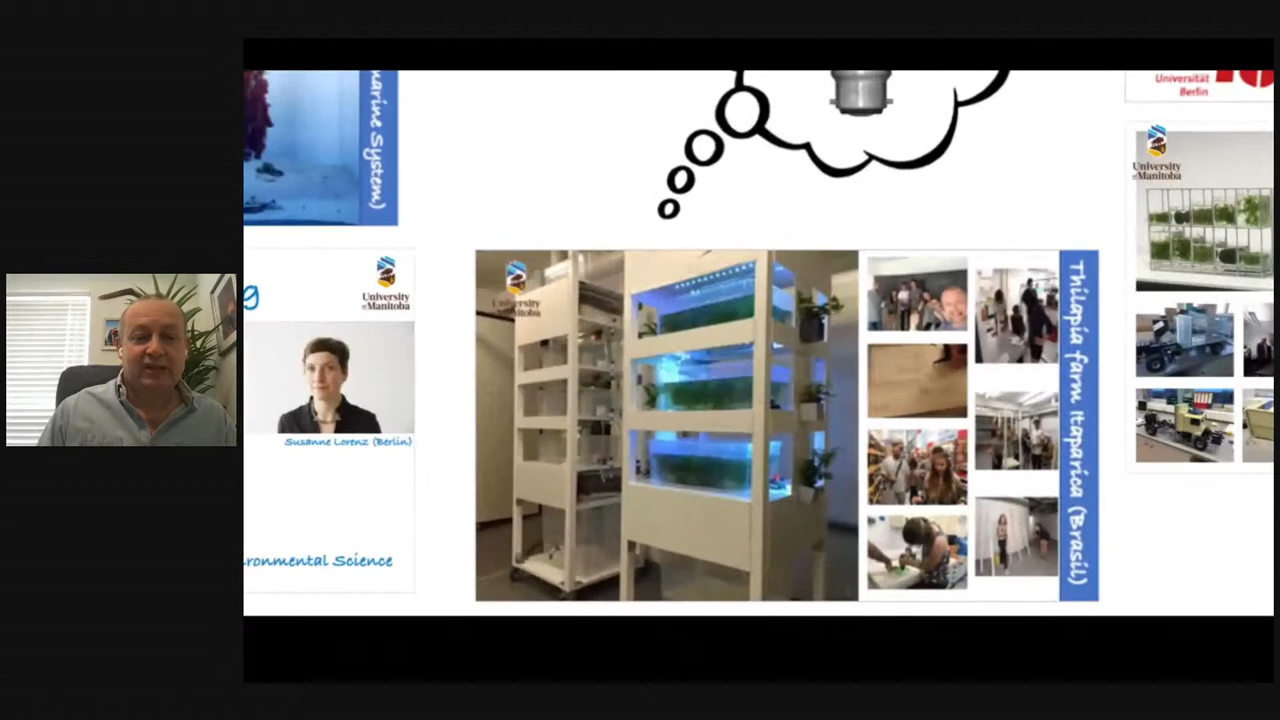 marine System)
Universität
Berlin
University
of Manitoba
g
University
of Manitoba
Susanne Lorenz (Berlin)
ronmental Science
University
of Manitoba
Thilapia farm Itaparica (Brasil)